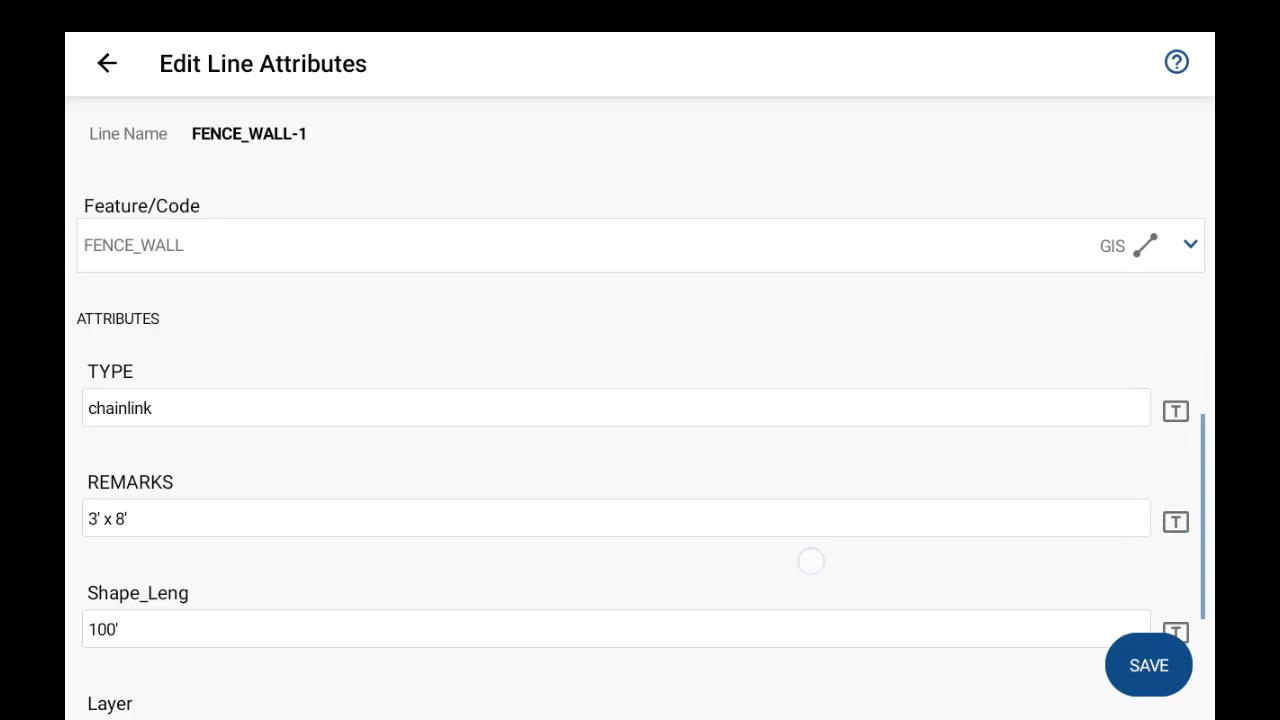 Edit Line Attributes
Line Name FENCE_WALL-1
Feature/Code
FENCE_WALL GIS
ATTRIBUTES
TYPE
chainlink
T
REMARKS
3' x 8'
T
Shape_Leng
100'
T
SAVE
Layer